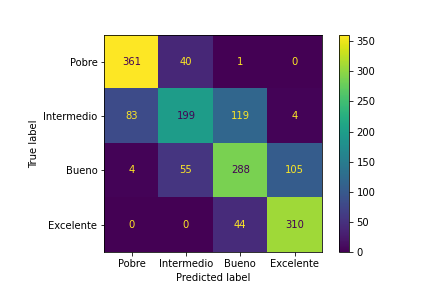 Pobre 361 40 1 0
Intermedio 83 199 119 4
Bueno 4 55 288 105
Excelente 0 0 44 310
Pobre Intermedio Bueno Excelente
Predicted label
True label
350
300
250
200
150
100
50
0